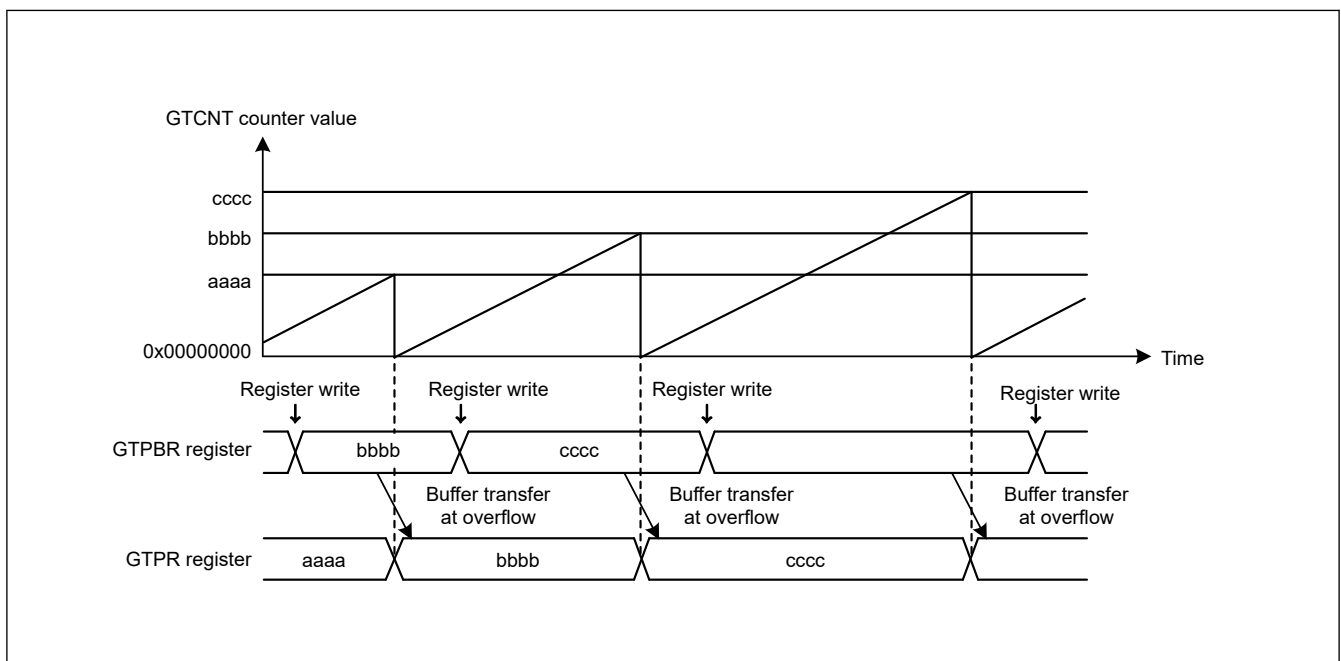 GTCNT counter value
cccc
bbbb
aaaa
0x00000000
Time
Register write
Register write
Register write
Register write
GTPBR register
bbbb
cccc
Buffer transfer
at overflow
Buffer transfer
at overflow
Buffer transfer
at overflow
GTPR register
aaaa
bbbb
cccc